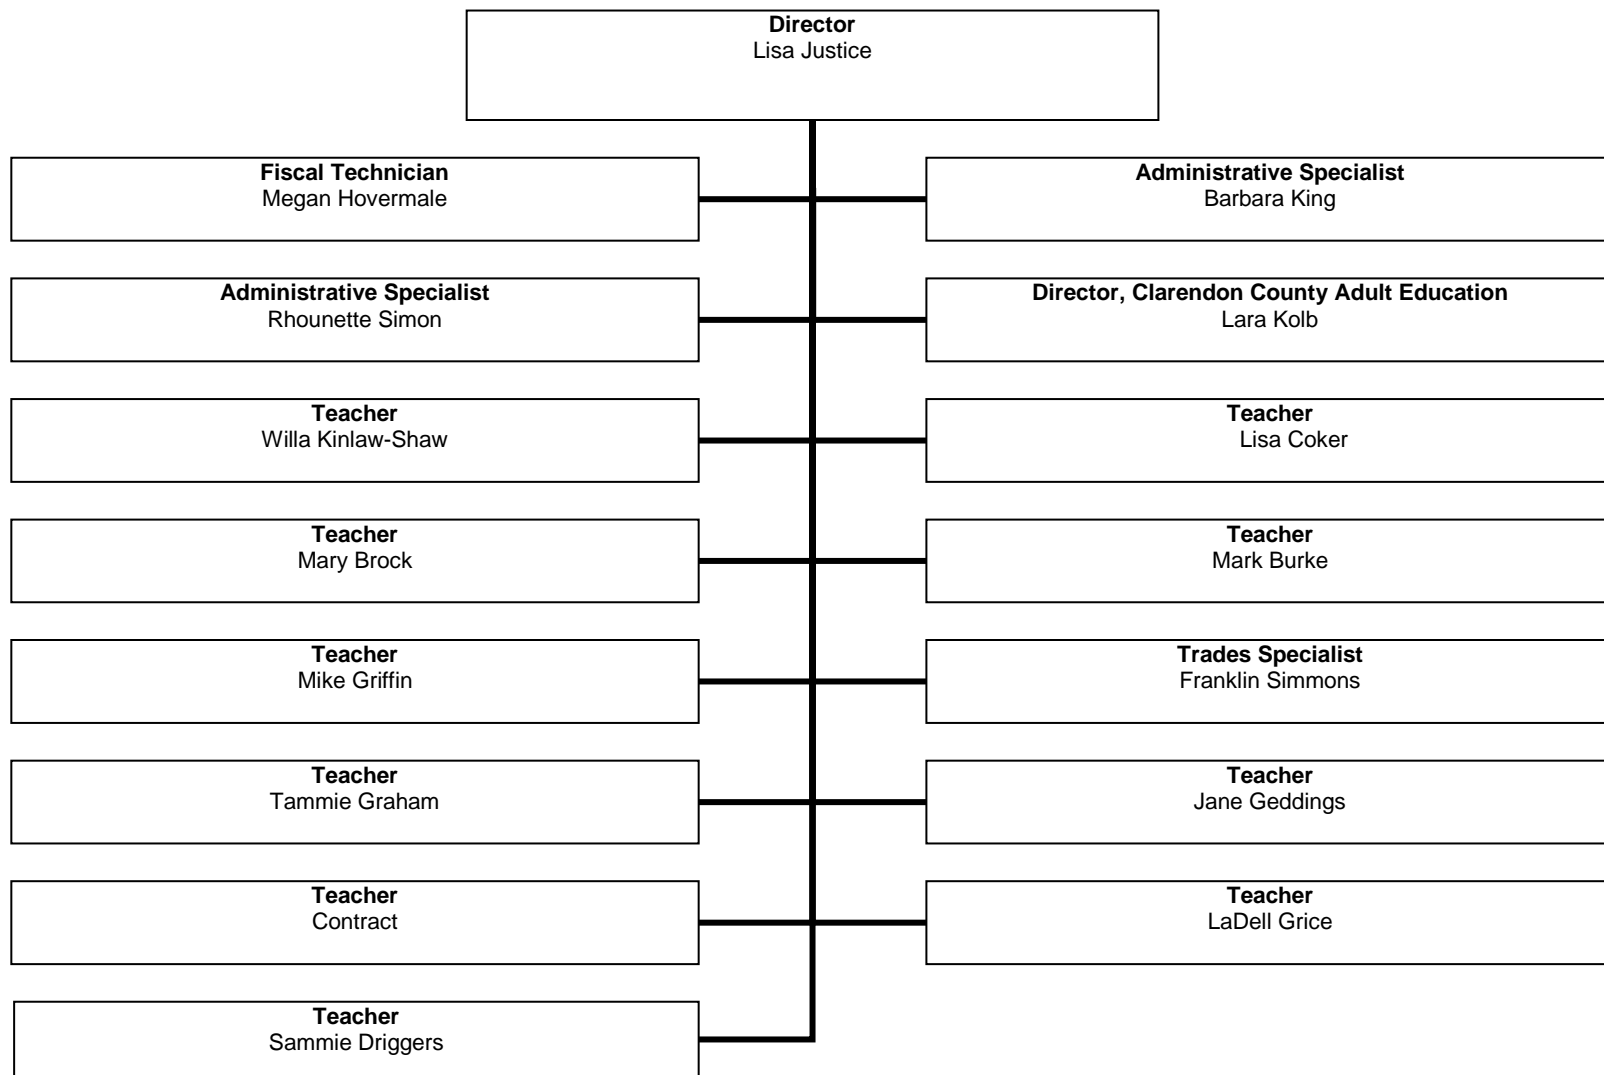 Director
Lisa Justice
Fiscal Technician
Megan Hovermale
Administrative Specialist
Barbara King
Administrative Specialist
Rhounette Simon
Director, Clarendon County Adult Education
Lara Kolb
Teacher
Willa Kinlaw-Shaw
Teacher
Lisa Coker
Teacher
Mary Brock
Teacher
Mark Burke
Teacher
Mike Griffin
Trades Specialist
Franklin Simmons
Teacher
Tammie Graham
Teacher
Jane Geddings
Teacher
Contract
Teacher
LaDell Grice
Teacher
Sammie Driggers